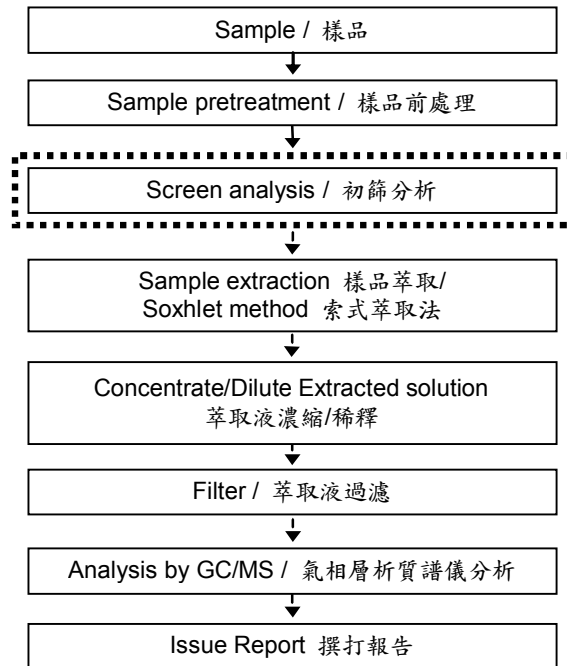 Sample / 樣品
Sample pretreatment / 樣品前處理
Screen analysis / 初篩分析
Sample extraction 樣品萃取/
Soxhlet method 索式萃取法
Concentrate/Dilute Extracted solution
萃取液濃縮/稀釋
Filter / 萃取液過濾
Analysis by GC/MS / 氣相層析質譜儀分析
Issue Report 撰打報告